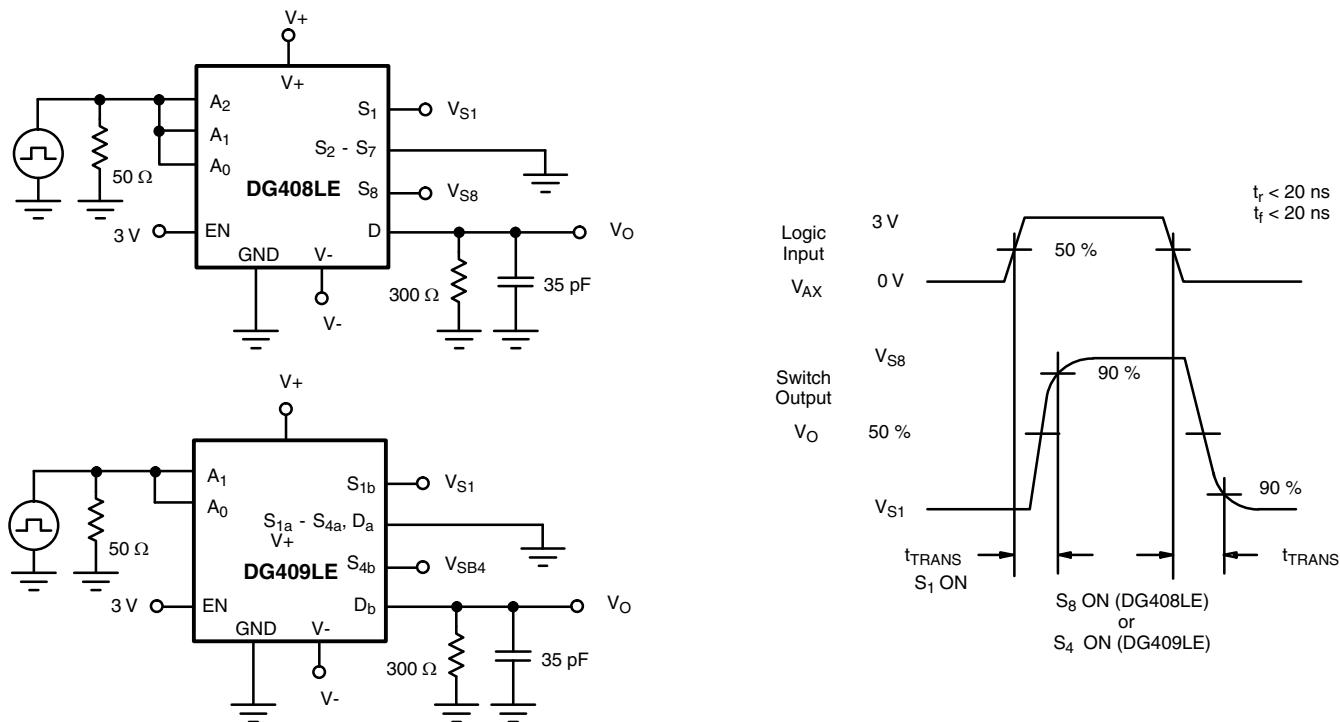 V+
V+
A2
A1
A0
50 Ω
S1
VS1
S2 - S7
DG408LE
S8
VS8
3 V
EN
D
VO
GND
V-
300 Ω
35 pF
V-
V+
V+
A1
A0
50 Ω
S1b
VS1
S1a - S4a, Da
V+
DG409LE
S4b
VSB4
3 V
EN
Db
VO
GND
V-
300 Ω
35 pF
V-
tr < 20 ns
tf < 20 ns
Logic
Input
VAX
3 V
50 %
0 V
Switch
Output
VO
VS8
90 %
50 %
VS1
90 %
tTRANS
tTRANS
S1 ON
S8 ON (DG408LE)
or
S4 ON (DG409LE)